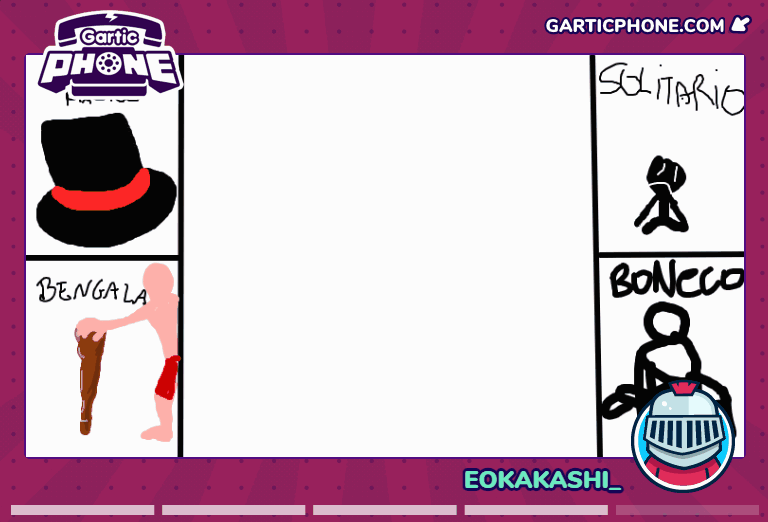 Gartic
PHONE
GARTICPHONE.COM
SOLITARIO
BENGALA
BONECO
EOKAKASHI_